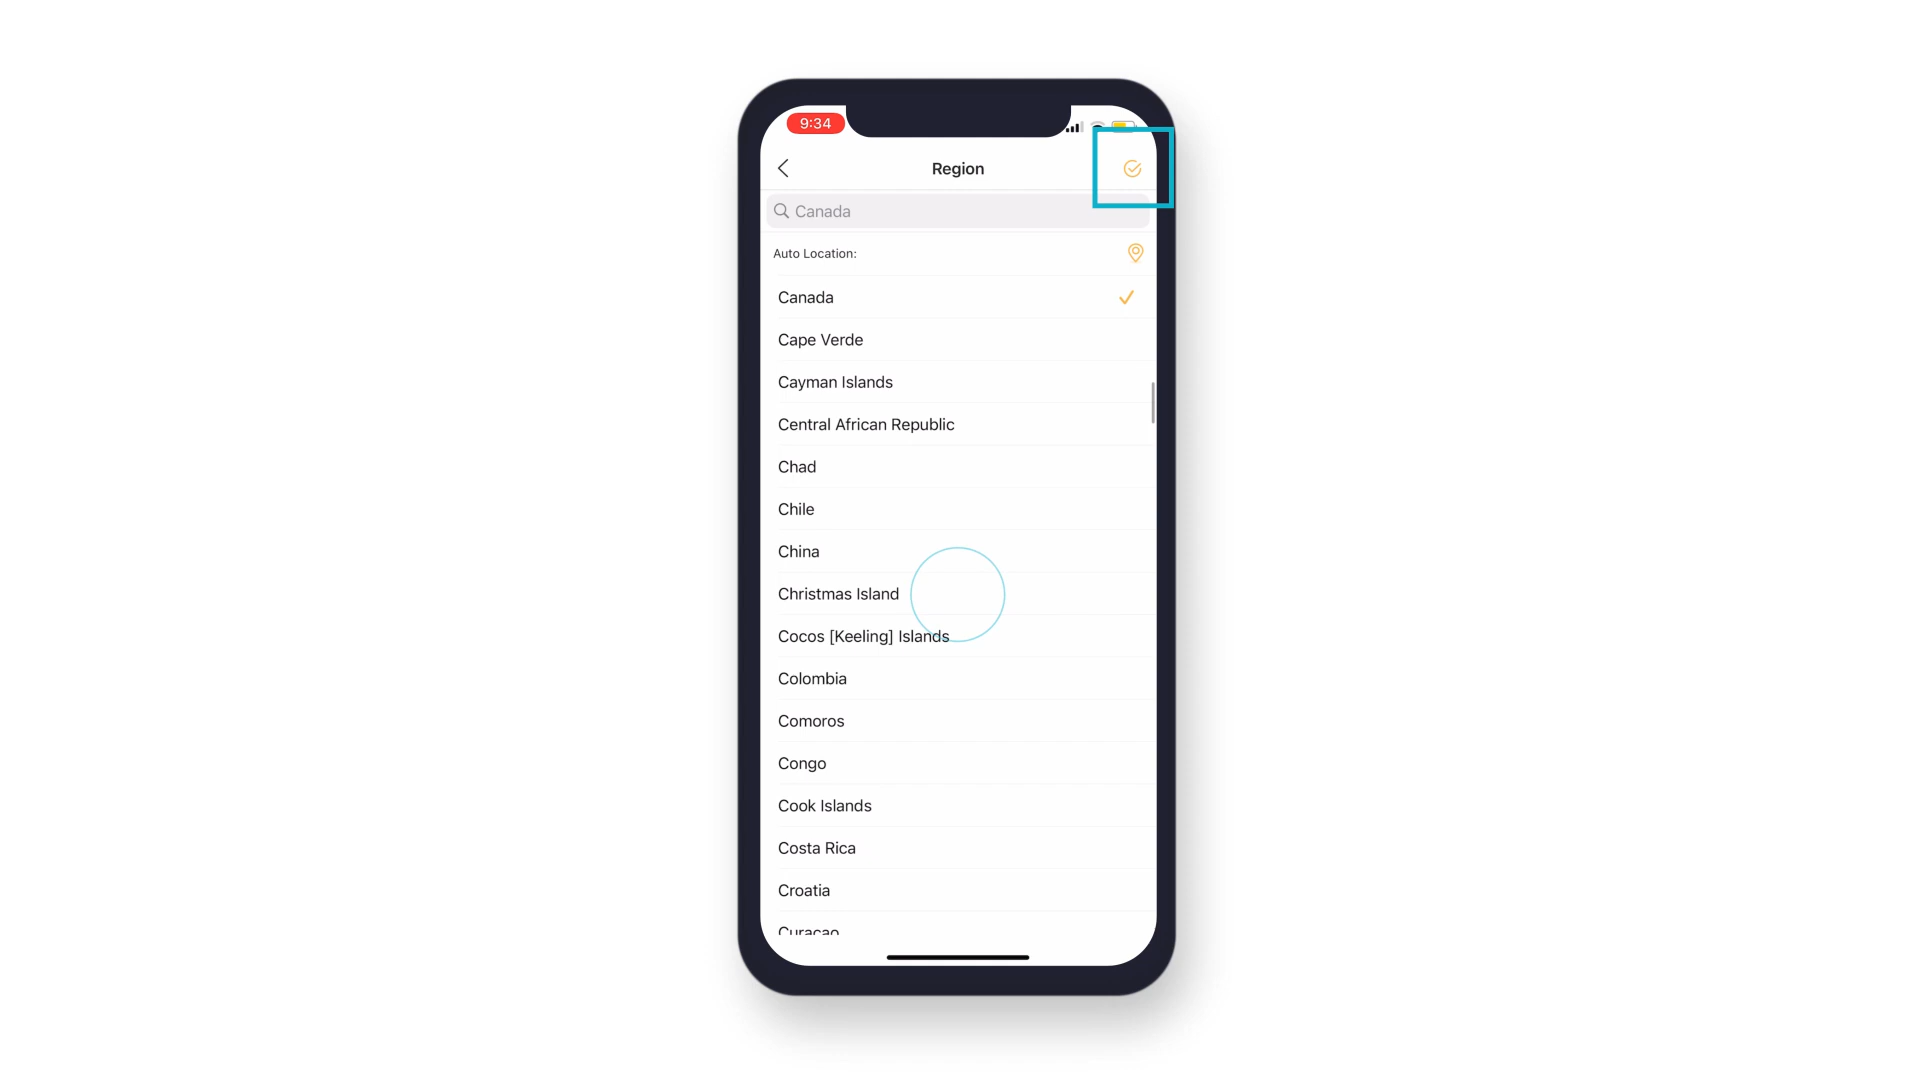 9:34
Region
Canada
Auto Location:
Canada
Cape Verde
Cayman Islands
Central African Republic
Chad
Chile
China
Christmas Island
Cocos [Keeling] Islands
Colombia
Comoros
Congo
Cook Islands
Costa Rica
Croatia
Curacao